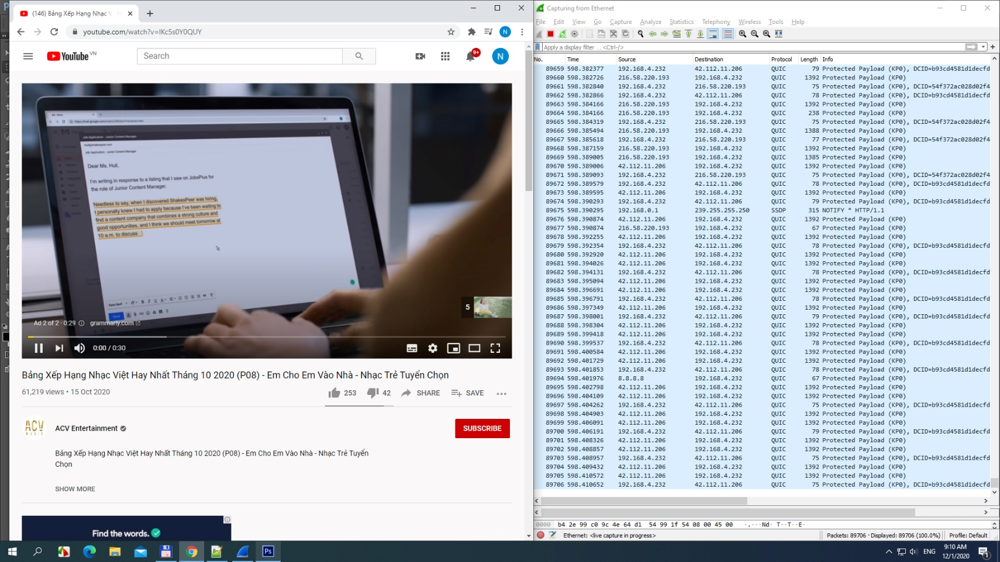 (146) Bảng Xếp Hạng Nhạc V
youtube.com/watch?v=IKc5s0Y0QUY
N
YouTube VN
Search
9+
N
Job Application - Junior Content Manager
Hull@shakespeer.com
Job Application - Junior Content Manager
Dear Ms. Hull,
I'm writing in response to a listing that I saw on JobsPlus for
the role of Junior Content Manager.
Needless to say, when I discovered ShakesPeer was hiring,
I personally knew I had to apply because I've been waiting to
find a content company that combines a strong culture and
good opportunities, and I think we should meet tomorrow at
10 a.m. to discuss
Sans Serif
Send
5
Ad 2 of 2 · 0:29 grammarly.com
0:00 / 0:30
Bảng Xếp Hạng Nhạc Việt Hay Nhất Tháng 10 2020 (P08) - Em Cho Em Vào Nhà - Nhạc Trẻ Tuyển Chọn
61,219 views • 15 Oct 2020
253 42 SHARE SAVE
ACV
MUSIC
ACV Entertainment
SUBSCRIBE
Bảng Xếp Hạng Nhạc Việt Hay Nhất Tháng 10 2020 (P08) - Em Cho Em Vào Nhà - Nhạc Trẻ Tuyển
Chọn
SHOW MORE
Find the words.
Capturing from Ethernet
File Edit View Go Capture Analyze Statistics Telephony Wireless Tools Help
Apply a display filter ... <Ctrl-/>
No. Time Source Destination Protocol Length Info
89659 598.382377 192.168.4.232 42.112.11.206 QUIC 79 Protected Payload (KP0), DCID=b93cd4581d1decfd
89660 598.382726 216.58.220.193 192.168.4.232 QUIC 1392 Protected Payload (KP0)
89661 598.382840 192.168.4.232 216.58.220.193 QUIC 75 Protected Payload (KP0), DCID=54f372ac028d02f4
89662 598.382866 192.168.4.232 42.112.11.206 QUIC 78 Protected Payload (KP0), DCID=b93cd4581d1decfd
89663 598.384166 216.58.220.193 192.168.4.232 QUIC 1392 Protected Payload (KP0)
89664 598.384166 216.58.220.193 192.168.4.232 QUIC 238 Protected Payload (KP0)
89665 598.384319 192.168.4.232 216.58.220.193 QUIC 75 Protected Payload (KP0), DCID=54f372ac028d02f4
89666 598.385494 216.58.220.193 192.168.4.232 QUIC 1388 Protected Payload (KP0)
89667 598.385618 192.168.4.232 216.58.220.193 QUIC 77 Protected Payload (KP0), DCID=54f372ac028d02f4
89668 598.387159 216.58.220.193 192.168.4.232 QUIC 1392 Protected Payload (KP0)
89669 598.389005 216.58.220.193 192.168.4.232 QUIC 1385 Protected Payload (KP0)
89670 598.389006 42.112.11.206 192.168.4.232 QUIC 1392 Protected Payload (KP0)
89671 598.389093 192.168.4.232 216.58.220.193 QUIC 75 Protected Payload (KP0), DCID=54f372ac028d02f4
89672 598.389579 192.168.4.232 42.112.11.206 QUIC 78 Protected Payload (KP0), DCID=b93cd4581d1decfd
89673 598.389595 42.112.11.206 192.168.4.232 QUIC 1392 Protected Payload (KP0)
89674 598.390293 192.168.4.232 42.112.11.206 QUIC 79 Protected Payload (KP0), DCID=b93cd4581d1decfd
89675 598.390295 192.168.0.1 239.255.255.250 SSDP 315 NOTIFY * HTTP/1.1
89676 598.390874 42.112.11.206 192.168.4.232 QUIC 1392 Protected Payload (KP0)
89677 598.390874 216.58.220.193 192.168.4.232 QUIC 67 Protected Payload (KP0)
89678 598.392255 42.112.11.206 192.168.4.232 QUIC 1392 Protected Payload (KP0)
89679 598.392354 192.168.4.232 42.112.11.206 QUIC 78 Protected Payload (KP0), DCID=b93cd4581d1decfd
89680 598.392920 42.112.11.206 192.168.4.232 QUIC 1392 Protected Payload (KP0)
89681 598.394026 42.112.11.206 192.168.4.232 QUIC 1392 Protected Payload (KP0)
89682 598.394131 192.168.4.232 42.112.11.206 QUIC 78 Protected Payload (KP0), DCID=b93cd4581d1decfd
89683 598.395094 42.112.11.206 192.168.4.232 QUIC 1392 Protected Payload (KP0)
89684 598.396691 42.112.11.206 192.168.4.232 QUIC 1392 Protected Payload (KP0)
89685 598.396791 192.168.4.232 42.112.11.206 QUIC 78 Protected Payload (KP0), DCID=b93cd4581d1decfd
89686 598.397349 42.112.11.206 192.168.4.232 QUIC 1392 Protected Payload (KP0)
89687 598.398001 192.168.4.232 42.112.11.206 QUIC 79 Protected Payload (KP0), DCID=b93cd4581d1decfd
89688 598.398304 42.112.11.206 192.168.4.232 QUIC 1392 Protected Payload (KP0)
89689 598.399418 42.112.11.206 192.168.4.232 QUIC 1392 Protected Payload (KP0)
89690 598.399537 192.168.4.232 42.112.11.206 QUIC 78 Protected Payload (KP0), DCID=b93cd4581d1decfd
89691 598.400584 42.112.11.206 192.168.4.232 QUIC 1392 Protected Payload (KP0)
89692 598.401729 42.112.11.206 192.168.4.232 QUIC 1392 Protected Payload (KP0)
89693 598.401853 192.168.4.232 42.112.11.206 QUIC 78 Protected Payload (KP0), DCID=b93cd4581d1decfd
89694 598.401976 8.8.8.8 192.168.4.232 QUIC 67 Protected Payload (KP0)
89695 598.402798 42.112.11.206 192.168.4.232 QUIC 1392 Protected Payload (KP0)
89696 598.404109 42.112.11.206 192.168.4.232 QUIC 1392 Protected Payload (KP0)
89697 598.404262 192.168.4.232 42.112.11.206 QUIC 75 Protected Payload (KP0), DCID=b93cd4581d1decfd
89698 598.404903 42.112.11.206 192.168.4.232 QUIC 1392 Protected Payload (KP0)
89699 598.406091 42.112.11.206 192.168.4.232 QUIC 1392 Protected Payload (KP0)
89700 598.406191 192.168.4.232 42.112.11.206 QUIC 79 Protected Payload (KP0), DCID=b93cd4581d1decfd
89701 598.408326 42.112.11.206 192.168.4.232 QUIC 1392 Protected Payload (KP0)
89702 598.408857 42.112.11.206 192.168.4.232 QUIC 1392 Protected Payload (KP0)
89703 598.408957 192.168.4.232 42.112.11.206 QUIC 75 Protected Payload (KP0), DCID=b93cd4581d1decfd
89704 598.409432 42.112.11.206 192.168.4.232 QUIC 1392 Protected Payload (KP0)
89705 598.410572 42.112.11.206 192.168.4.232 QUIC 1392 Protected Payload (KP0)
89706 598.410652 192.168.4.232 42.112.11.206 QUIC 75 Protected Payload (KP0), DCID=b93cd4581d1decfd
0000 b4 2e 99 c0 9c 4e 64 d1 54 99 1f 54 08 00 45 00 ·.···Nd· T··T··E·
Ethernet: <live capture in progress>
Packets: 89706 · Displayed: 89706 (100.0%) Profile: Default
Ps
ENG
9:10 AM
12/1/2020
1